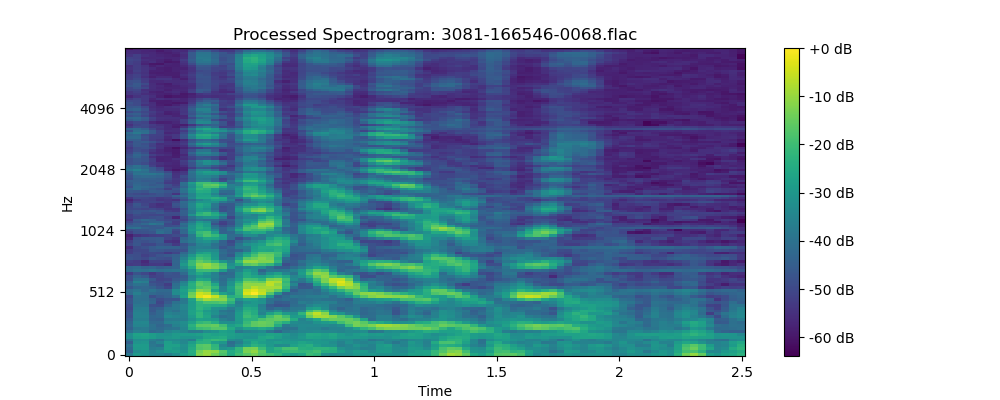 Processed Spectrogram: 3081-166546-0068.flac
Hz
4096
2048
1024
512
0
0
0.5
1
1.5
2
2.5
Time
+0 dB
-10 dB
-20 dB
-30 dB
-40 dB
-50 dB
-60 dB